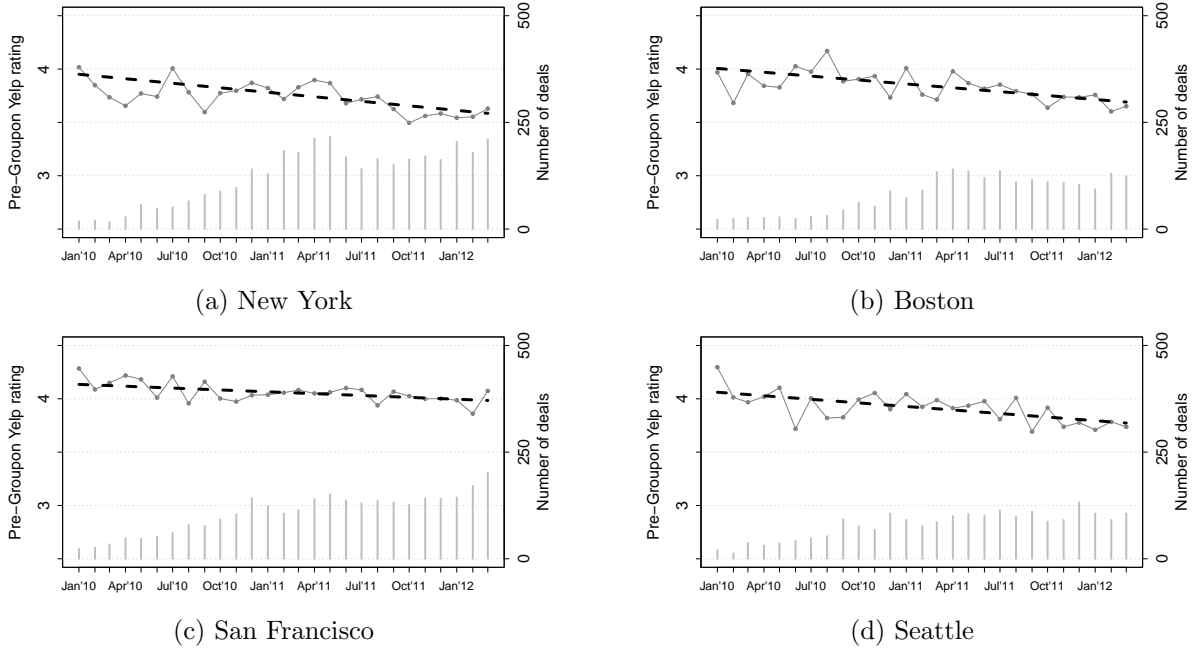 Pre−Groupon Yelp rating
4
3
500
250
0
Number of deals
Jan'10 Apr'10 Jul'10 Oct'10 Jan'11 Apr'11 Jul'11 Oct'11 Jan'12
(a) New York
Pre−Groupon Yelp rating
4
3
500
250
0
Number of deals
Jan'10 Apr'10 Jul'10 Oct'10 Jan'11 Apr'11 Jul'11 Oct'11 Jan'12
(b) Boston
Pre−Groupon Yelp rating
4
3
500
250
0
Number of deals
Jan'10 Apr'10 Jul'10 Oct'10 Jan'11 Apr'11 Jul'11 Oct'11 Jan'12
(c) San Francisco
Pre−Groupon Yelp rating
4
3
500
250
0
Number of deals
Jan'10 Apr'10 Jul'10 Oct'10 Jan'11 Apr'11 Jul'11 Oct'11 Jan'12
(d) Seattle